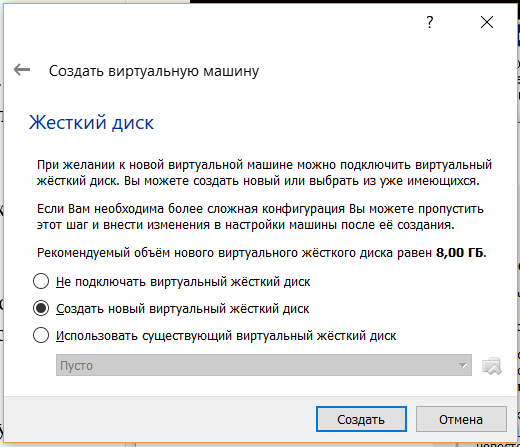 ?
Создать виртуальную машину
Жесткий диск
При желании к новой виртуальной машине можно подключить виртуальный
жёсткий диск. Вы можете создать новый или выбрать из уже имеющихся.
Если Вам необходима более сложная конфигурация Вы можете пропустить
этот шаг и внести изменения в настройки машины после её создания.
Рекомендуемый объём нового виртуального жёсткого диска равен 8,00 ГБ.
Не подключать виртуальный жёсткий диск
Создать новый виртуальный жёсткий диск
Использовать существующий виртуальный жёсткий диск
Пусто
Создать
Отмена